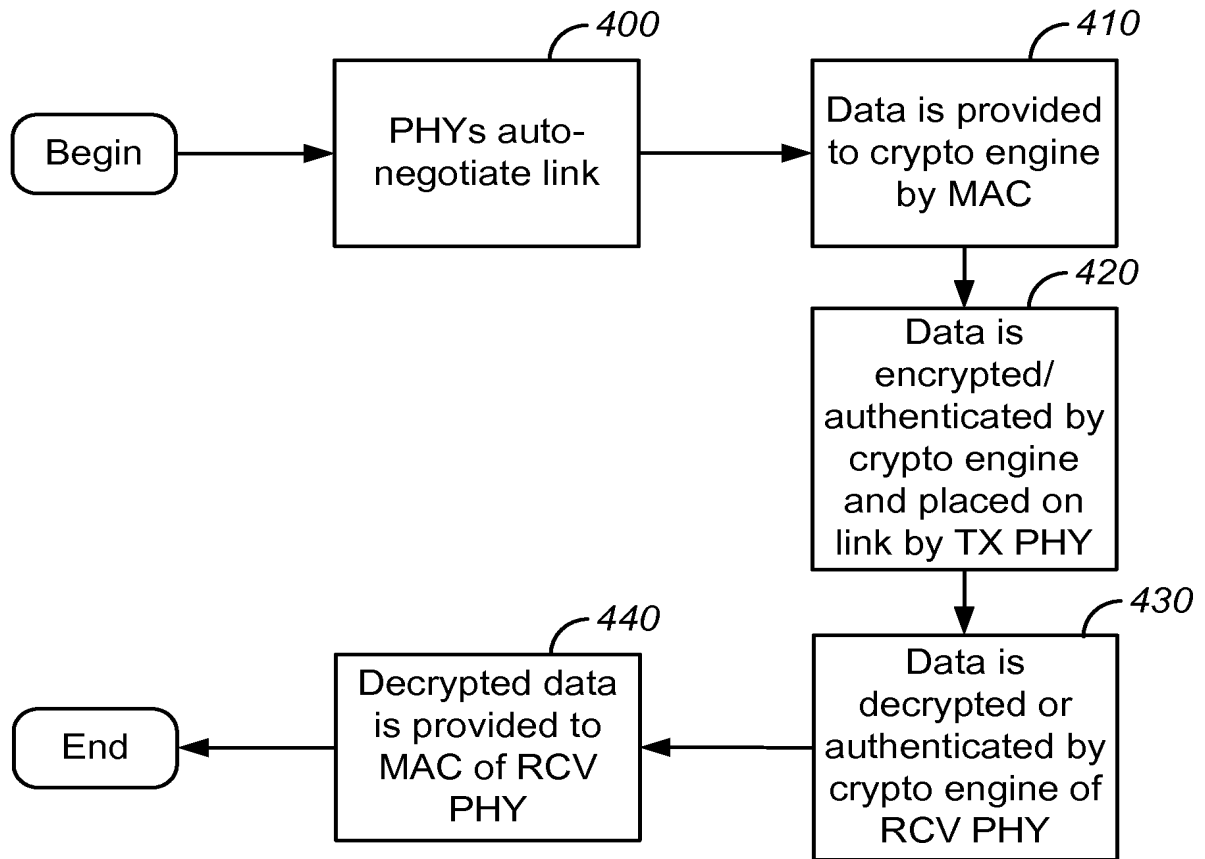 Begin
400
PHYs auto-
negotiate link
410
Data is provided
to crypto engine
by MAC
420
Data is
encrypted/
authenticated by
crypto engine
and placed on
link by TX PHY
430
Data is
decrypted or
authenticated by
crypto engine of
RCV PHY
440
Decrypted data
is provided to
MAC of RCV
PHY
End